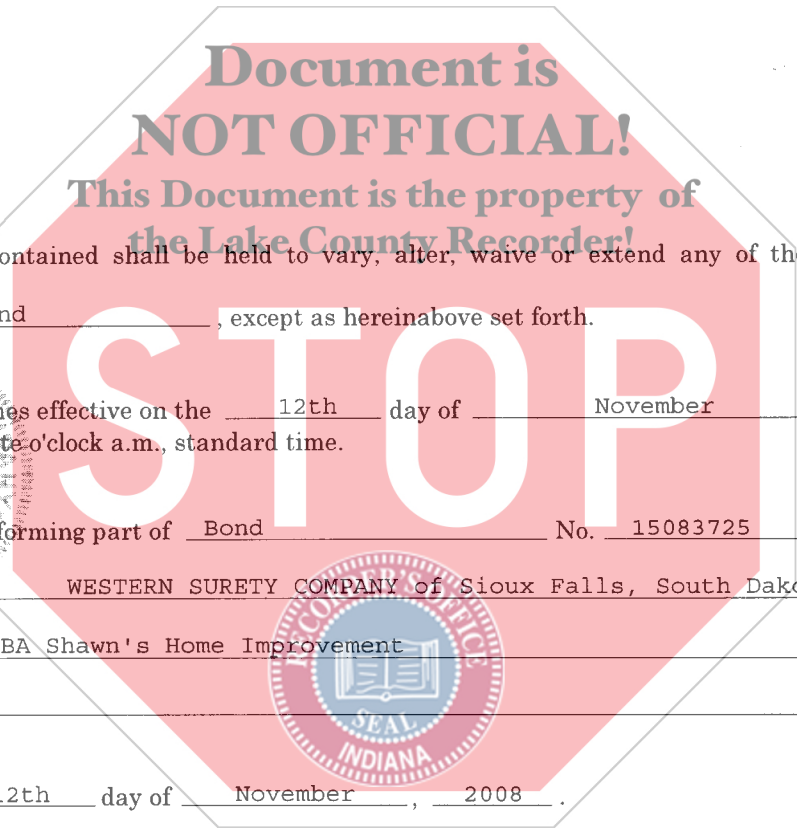 Document is
NOT OFFICIAL!
This Document is the property of
the Lake County Recorder!
ontained shall be held to vary, alter, waive or extend any of the
nd , except as hereinabove set forth.
STOP
nes effective on the 12th day of November
te o'clock a.m., standard time.
forming part of Bond No. 15083725
WESTERN SURETY COMPANY of Sioux Falls, South Dako
BA Shawn's Home Improvement
RECORDER'S OFFICE
SEAL
INDIANA
2th day of November , 2008 .